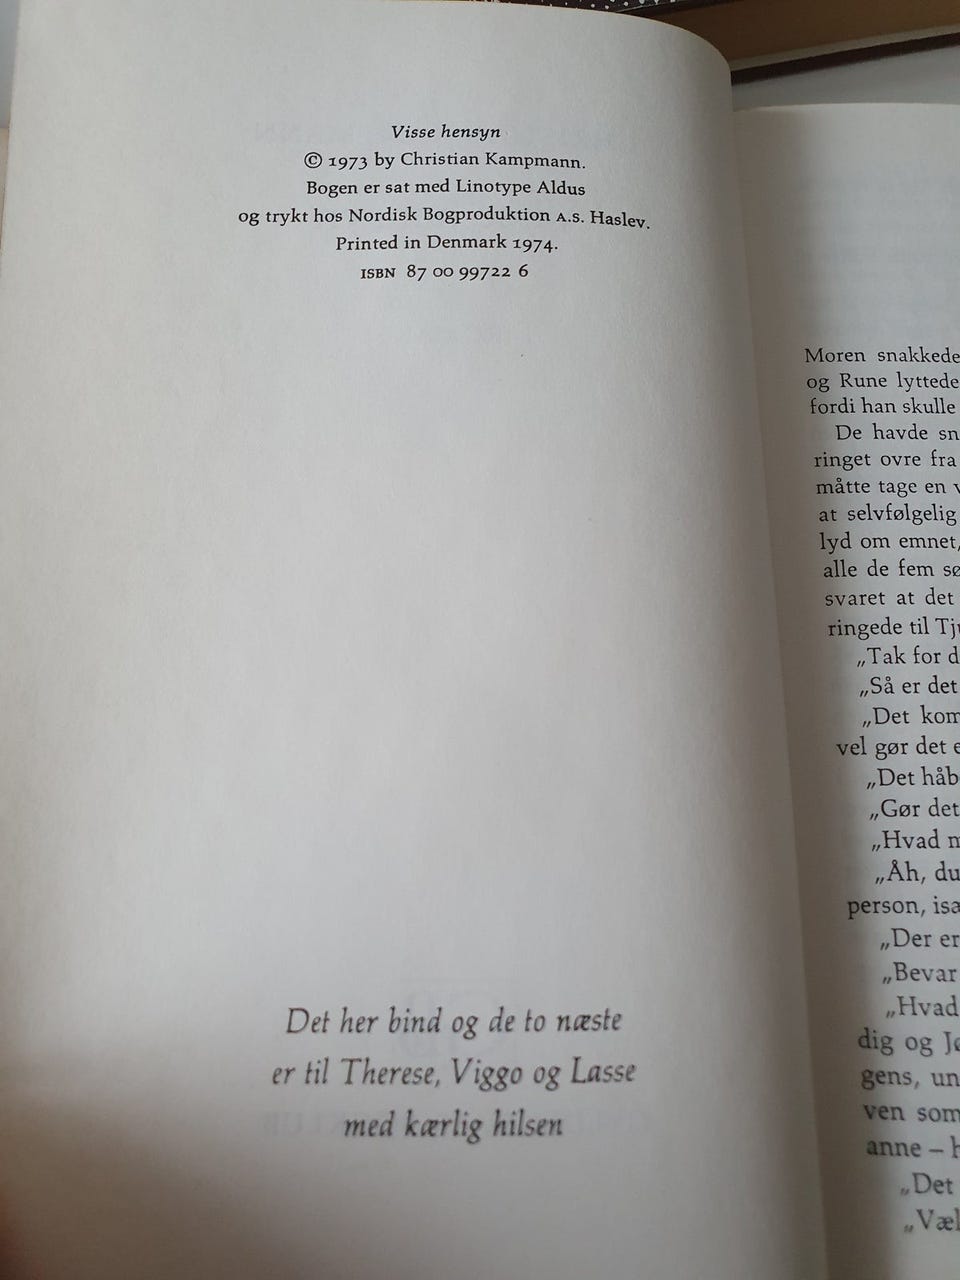 Visse hensyn
© 1973 by Christian Kampmann.
Bogen er sat med Linotype Aldus
og trykt hos Nordisk Bogproduktion A.S. Haslev.
Printed in Denmark 1974.
ISBN 87 00 99722 6
Det her bind og de to næste
er til Therese, Viggo og Lasse
med kærlig hilsen
Moren snakkede
og Rune lyttede
fordi han skulle
De havde
ringet ovre fra
måtte tage en
at selvfølgelig
lyd om emnet,
alle de fem
svaret at det
ringede til
„Tak for
„Så er det
„Det
vel gør det
„Det
„Gør det
„Hvad
„Åh, du
person,
„Der er
„Bevar
„Hvad
dig og
gens,
ven som
anne –
„Det